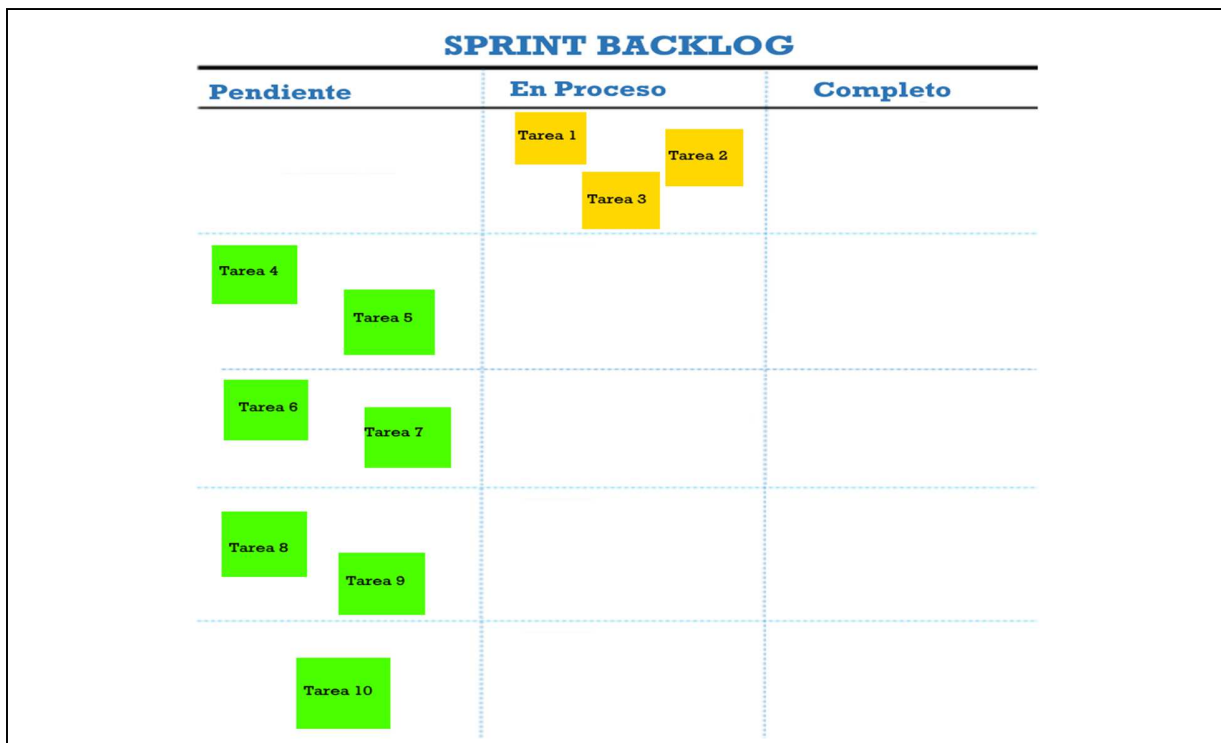 SPRINT BACKLOG
Pendiente
En Proceso
Completo
Tarea 1
Tarea 2
Tarea 3
Tarea 4
Tarea 5
Tarea 6
Tarea 7
Tarea 8
Tarea 9
Tarea 10